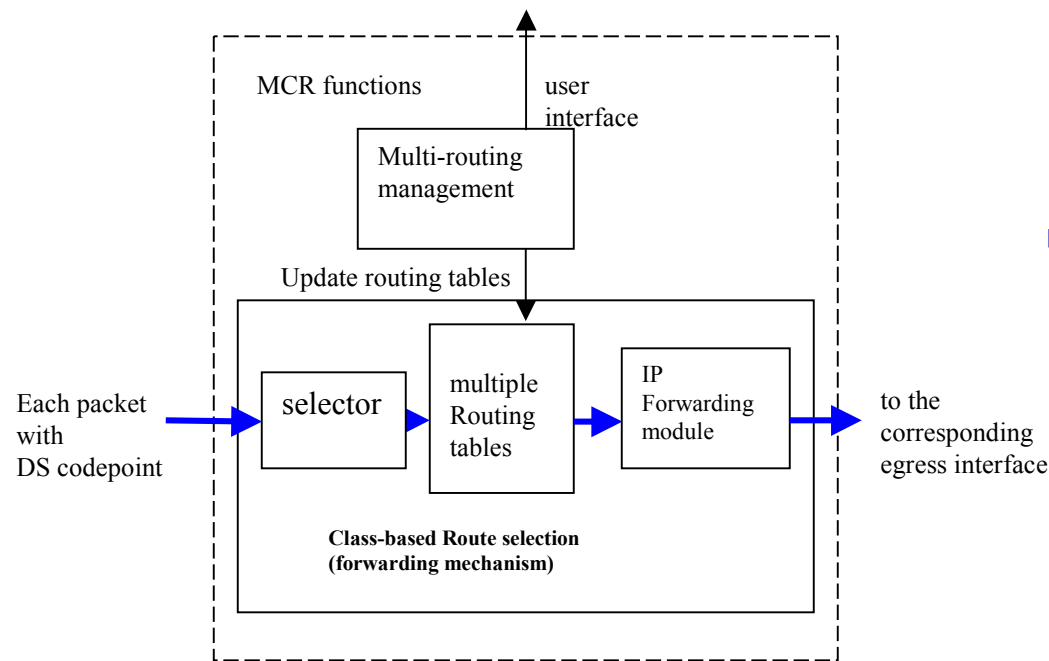 MCR functions
user
interface
Multi-routing
management
Update routing tables
Each packet
with
DS codepoint
selector
multiple
Routing
tables
IP
Forwarding
module
to the
corresponding
egress interface
Class-based Route selection
(forwarding mechanism)